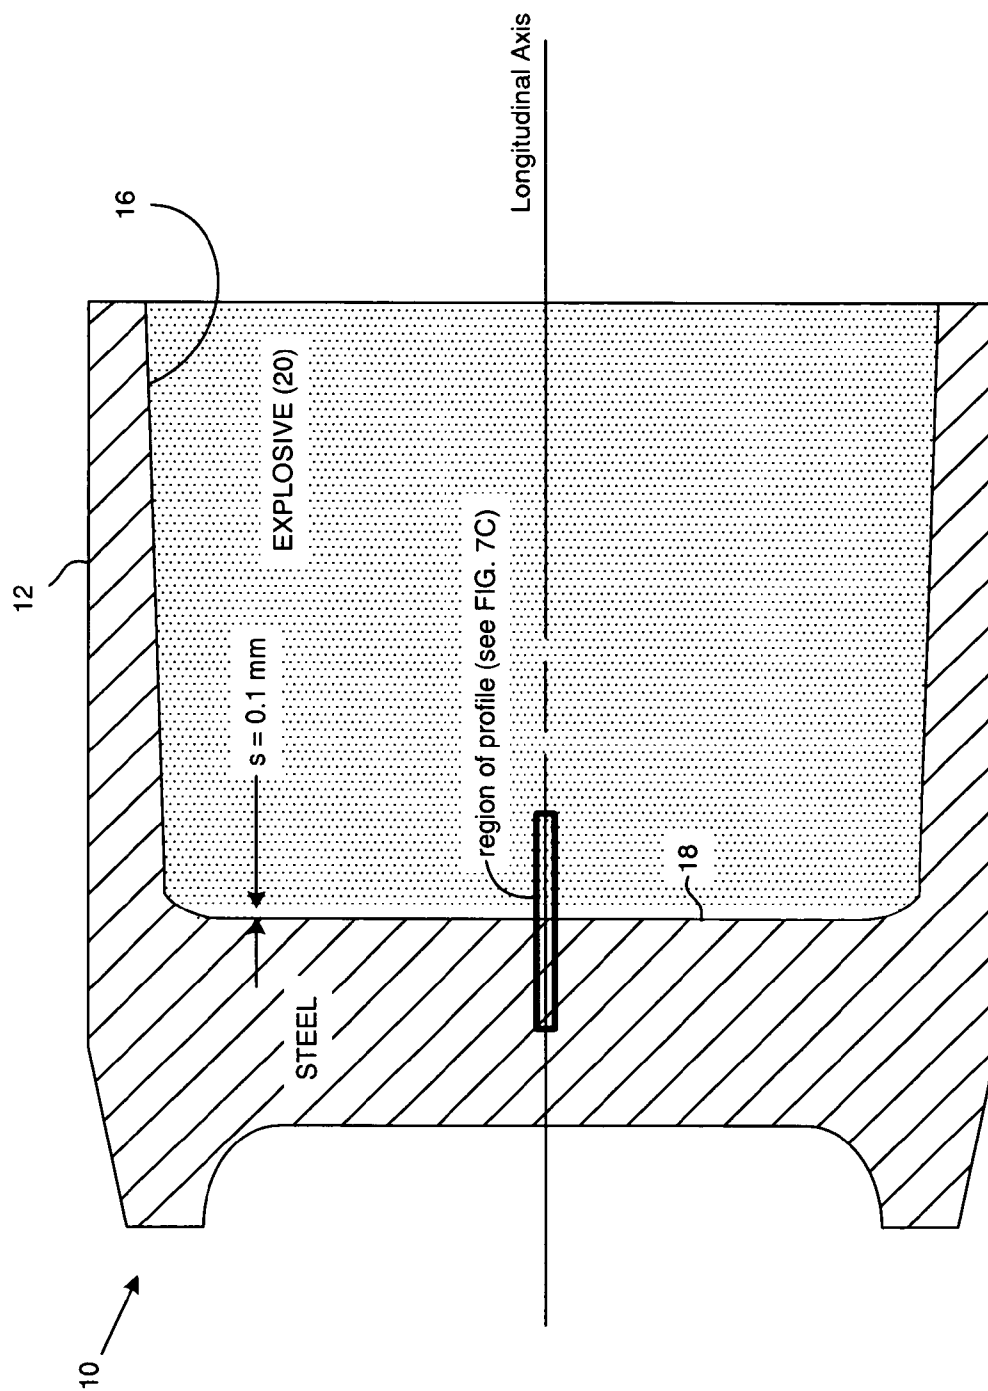 10
12
16
STEEL
s = 0.1 mm
EXPLOSIVE (20)
region of profile (see FIG. 7C)
18
Longitudinal Axis